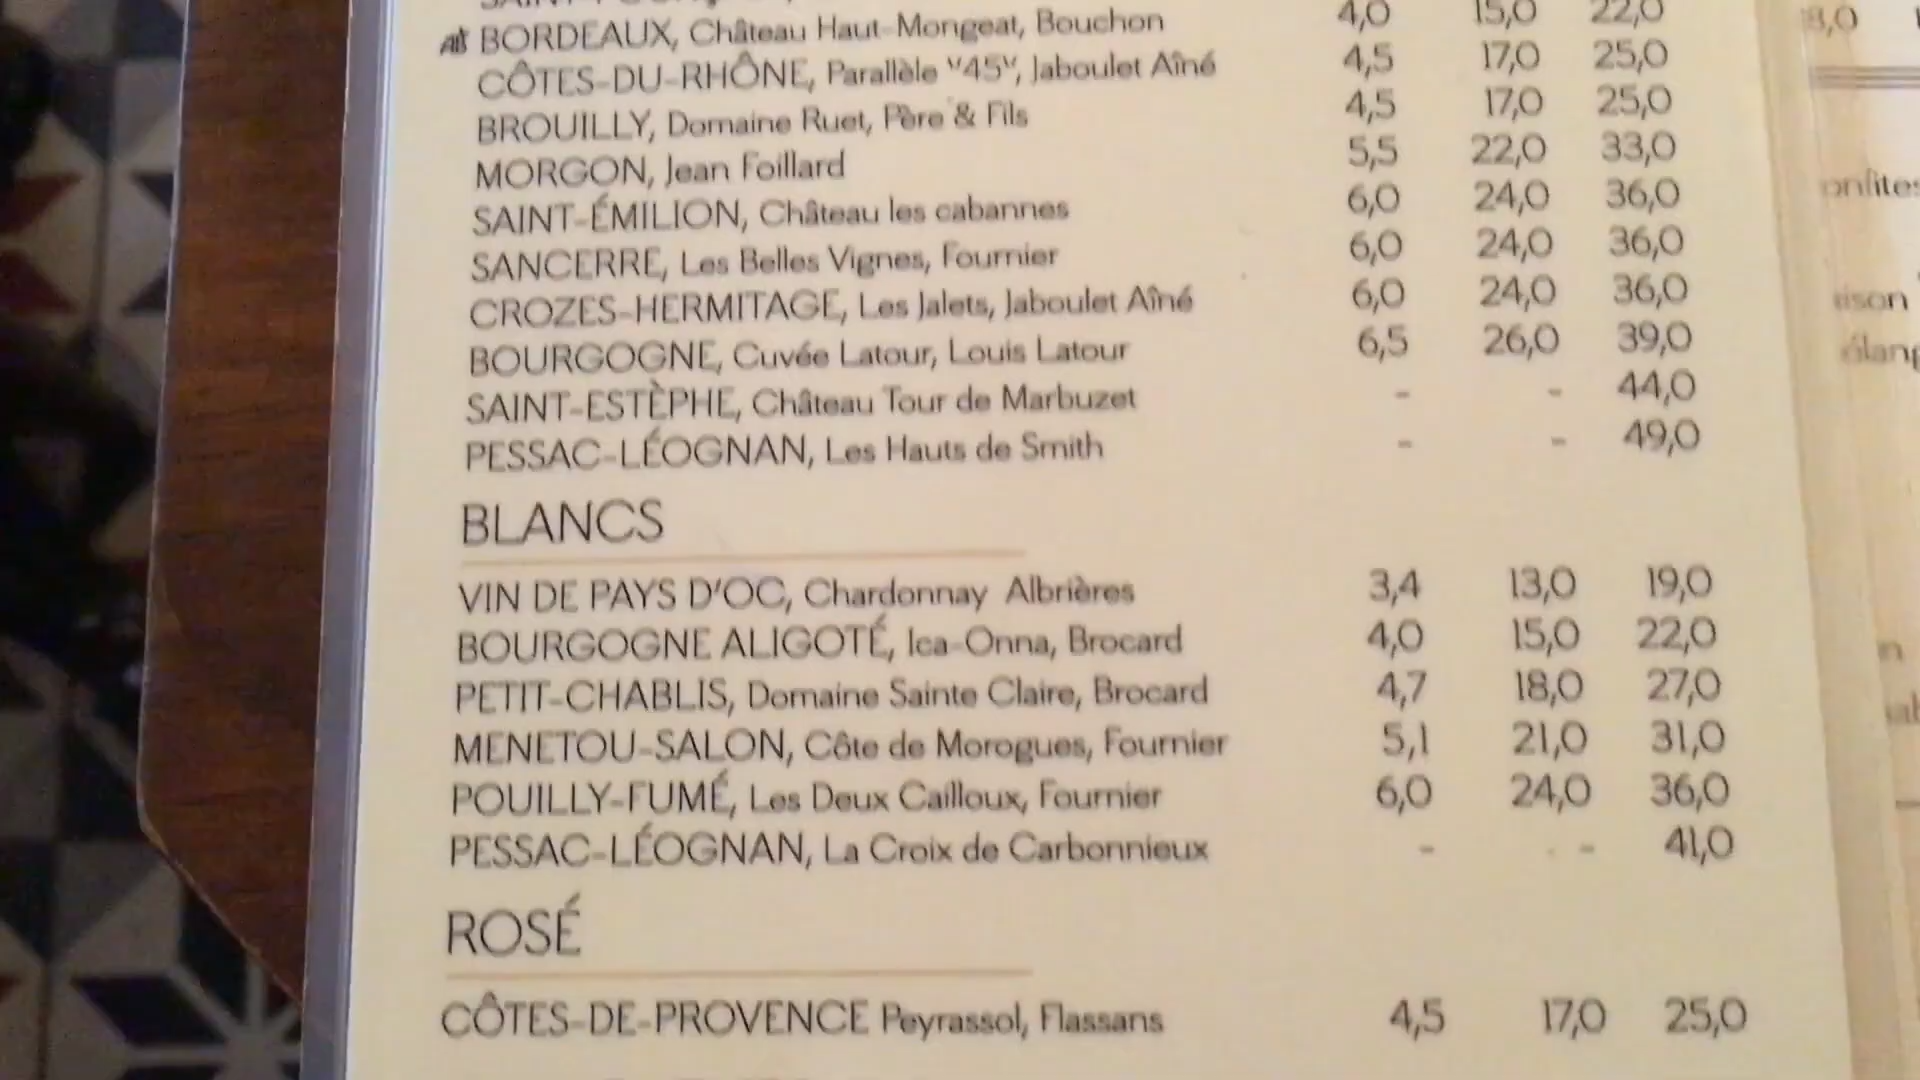 BORDEAUX, Château Haut-Mongeat, Bouchon 4,0 15,0 22,0
CÔTES-DU-RHÔNE, Parallèle "45", Jaboulet Aîné 4,5 17,0 25,0
BROUILLY, Domaine Ruet, Père & Fils 4,5 17,0 25,0
MORGON, Jean Foillard 5,5 22,0 33,0
SAINT-ÉMILION, Château les cabannes 6,0 24,0 36,0
SANCERRE, Les Belles Vignes, Fournier 6,0 24,0 36,0
CROZES-HERMITAGE, Les Jalets, Jaboulet Aîné 6,0 24,0 36,0
BOURGOGNE, Cuvée Latour, Louis Latour 6,5 26,0 39,0
SAINT-ESTÈPHE, Château Tour de Marbuzet - - 44,0
PESSAC-LÉOGNAN, Les Hauts de Smith - - 49,0
BLANCS
VIN DE PAYS D'OC, Chardonnay Albrières 3,4 13,0 19,0
BOURGOGNE ALIGOTÉ, Ica-Onna, Brocard 4,0 15,0 22,0
PETIT-CHABLIS, Domaine Sainte Claire, Brocard 4,7 18,0 27,0
MENETOU-SALON, Côte de Morogues, Fournier 5,1 21,0 31,0
POUILLY-FUMÉ, Les Deux Cailloux, Fournier 6,0 24,0 36,0
PESSAC-LÉOGNAN, La Croix de Carbonnieux - - 41,0
ROSÉ
CÔTES-DE-PROVENCE Peyrassol, Flassans 4,5 17,0 25,0